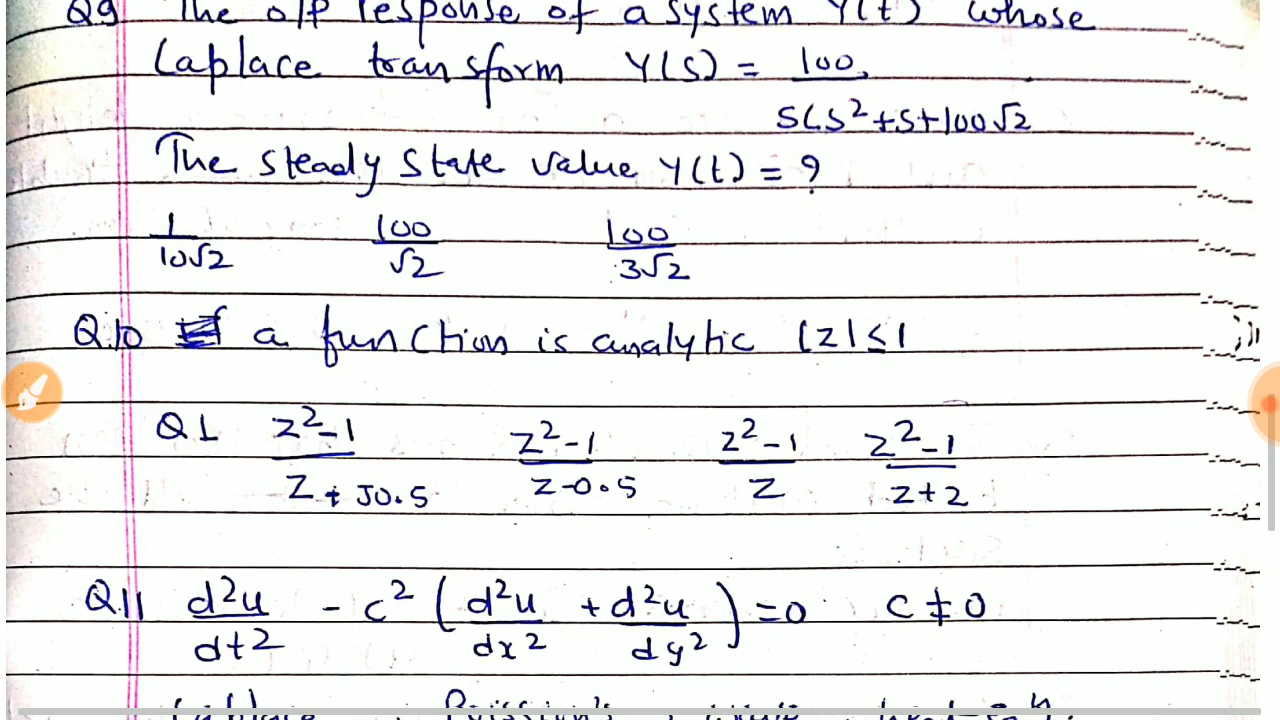 Q9 The o/p response of a system Y(t) whose
Laplace transform Y(S) = 100,
S(S²+S+100√2
The steady state value Y(t) = ?
1/10√2 100/√2 100/3√2
Q.10 a function is analytic |Z|≤1
Q1 Z²-1/Z+J0.5 Z²-1/Z-0.5 Z²-1/Z Z²-1/Z+2
Q11 d²u/dt2 - c² (d²u/dx² + d²u/dy²) =0 C≠0